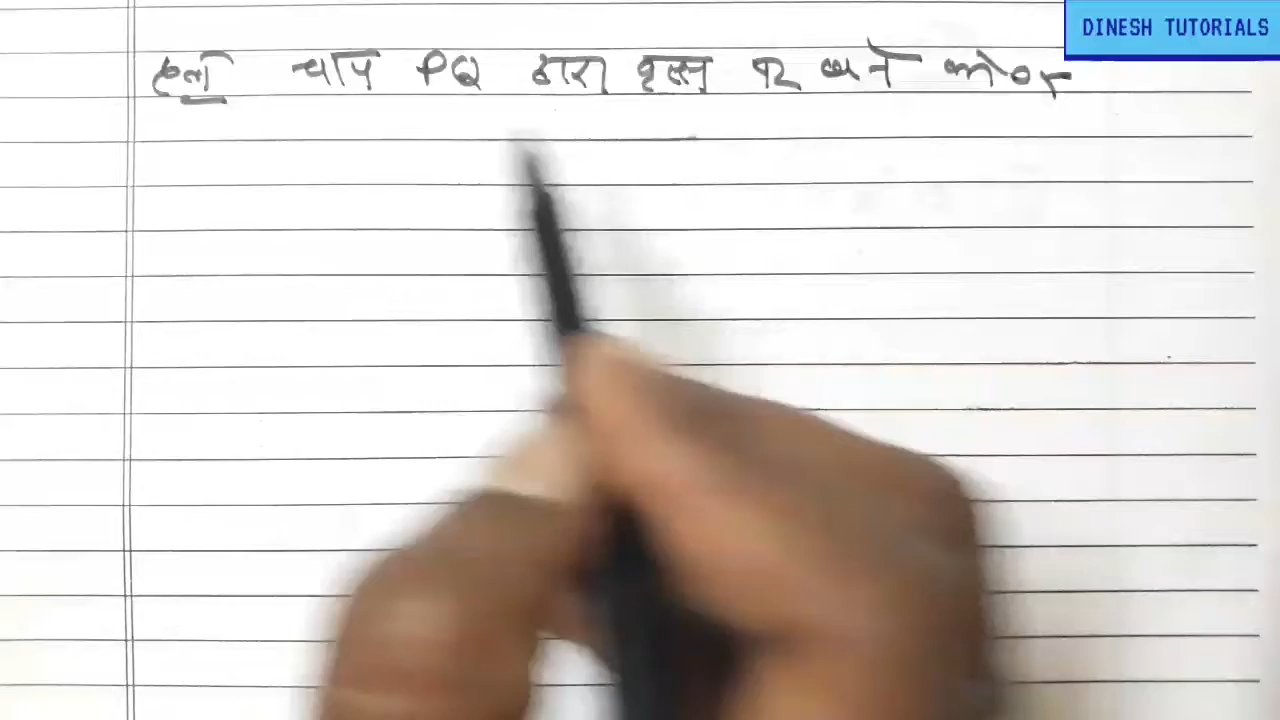 DINESH TUTORIALS
हल चाप PQ द्वारा वृत्त पर बने कोण